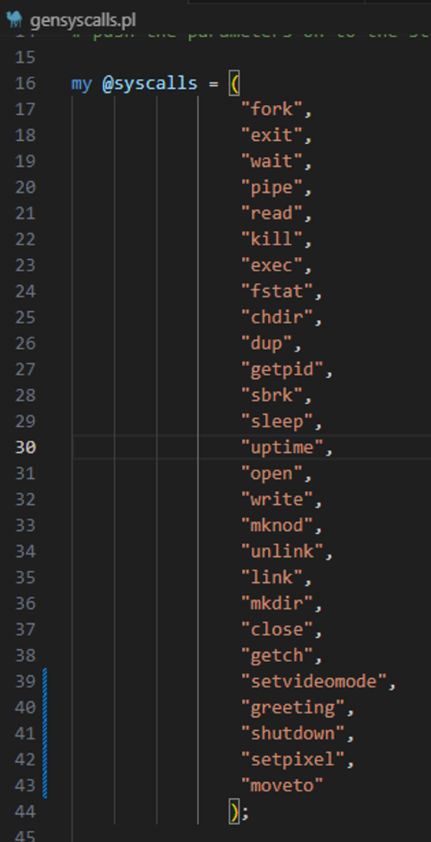 gensyscalls.pl
15
16 my @syscalls = (
17 "fork",
18 "exit",
19 "wait",
20 "pipe",
21 "read",
22 "kill",
23 "exec",
24 "fstat",
25 "chdir",
26 "dup",
27 "getpid",
28 "sbrk",
29 "sleep",
30 "uptime",
31 "open",
32 "write",
33 "mknod",
34 "unlink",
35 "link",
36 "mkdir",
37 "close",
38 "getch",
39 "setvideomode",
40 "greeting",
41 "shutdown",
42 "setpixel",
43 "moveto"
44 );
45